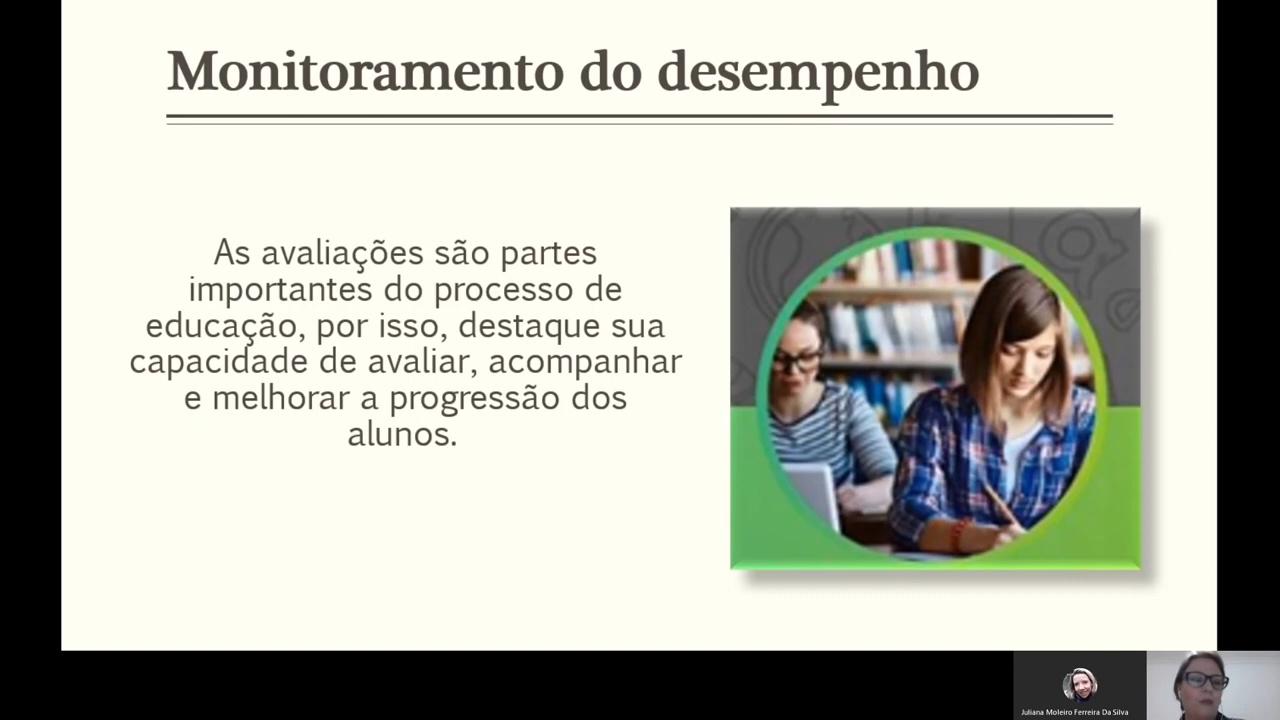 Monitoramento do desempenho
As avaliações são partes
importantes do processo de
educação, por isso, destaque sua
capacidade de avaliar, acompanhar
e melhorar a progressão dos
alunos.
Juliana Moleiro Ferreira Da Silva